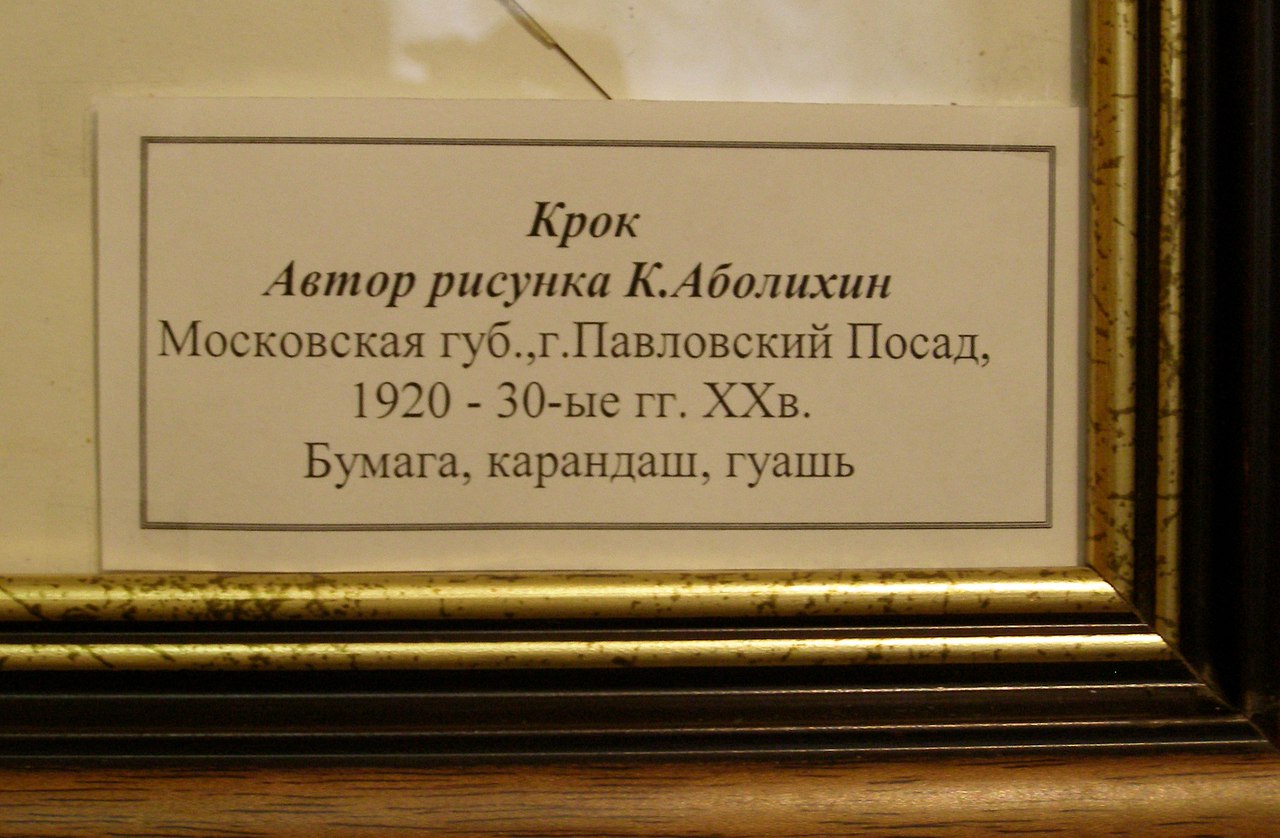 Крок
Автор рисунка К.Аболихин
Московская губ.,г.Павловский Посад,
1920 - 30-ые гг. XXв.
Бумага, карандаш, гуашь